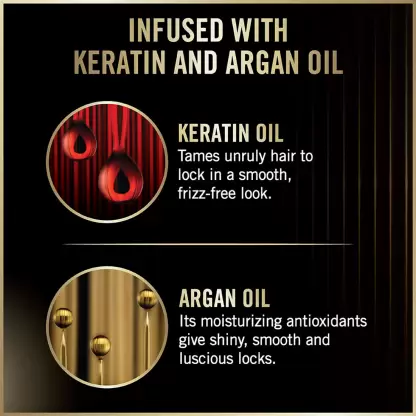 INFUSED WITH
KERATIN AND ARGAN OIL
KERATIN OIL
Tames unruly hair to
lock in a smooth,
frizz-free look.
ARGAN OIL
Its moisturizing antioxidants
give shiny, smooth and
luscious locks.